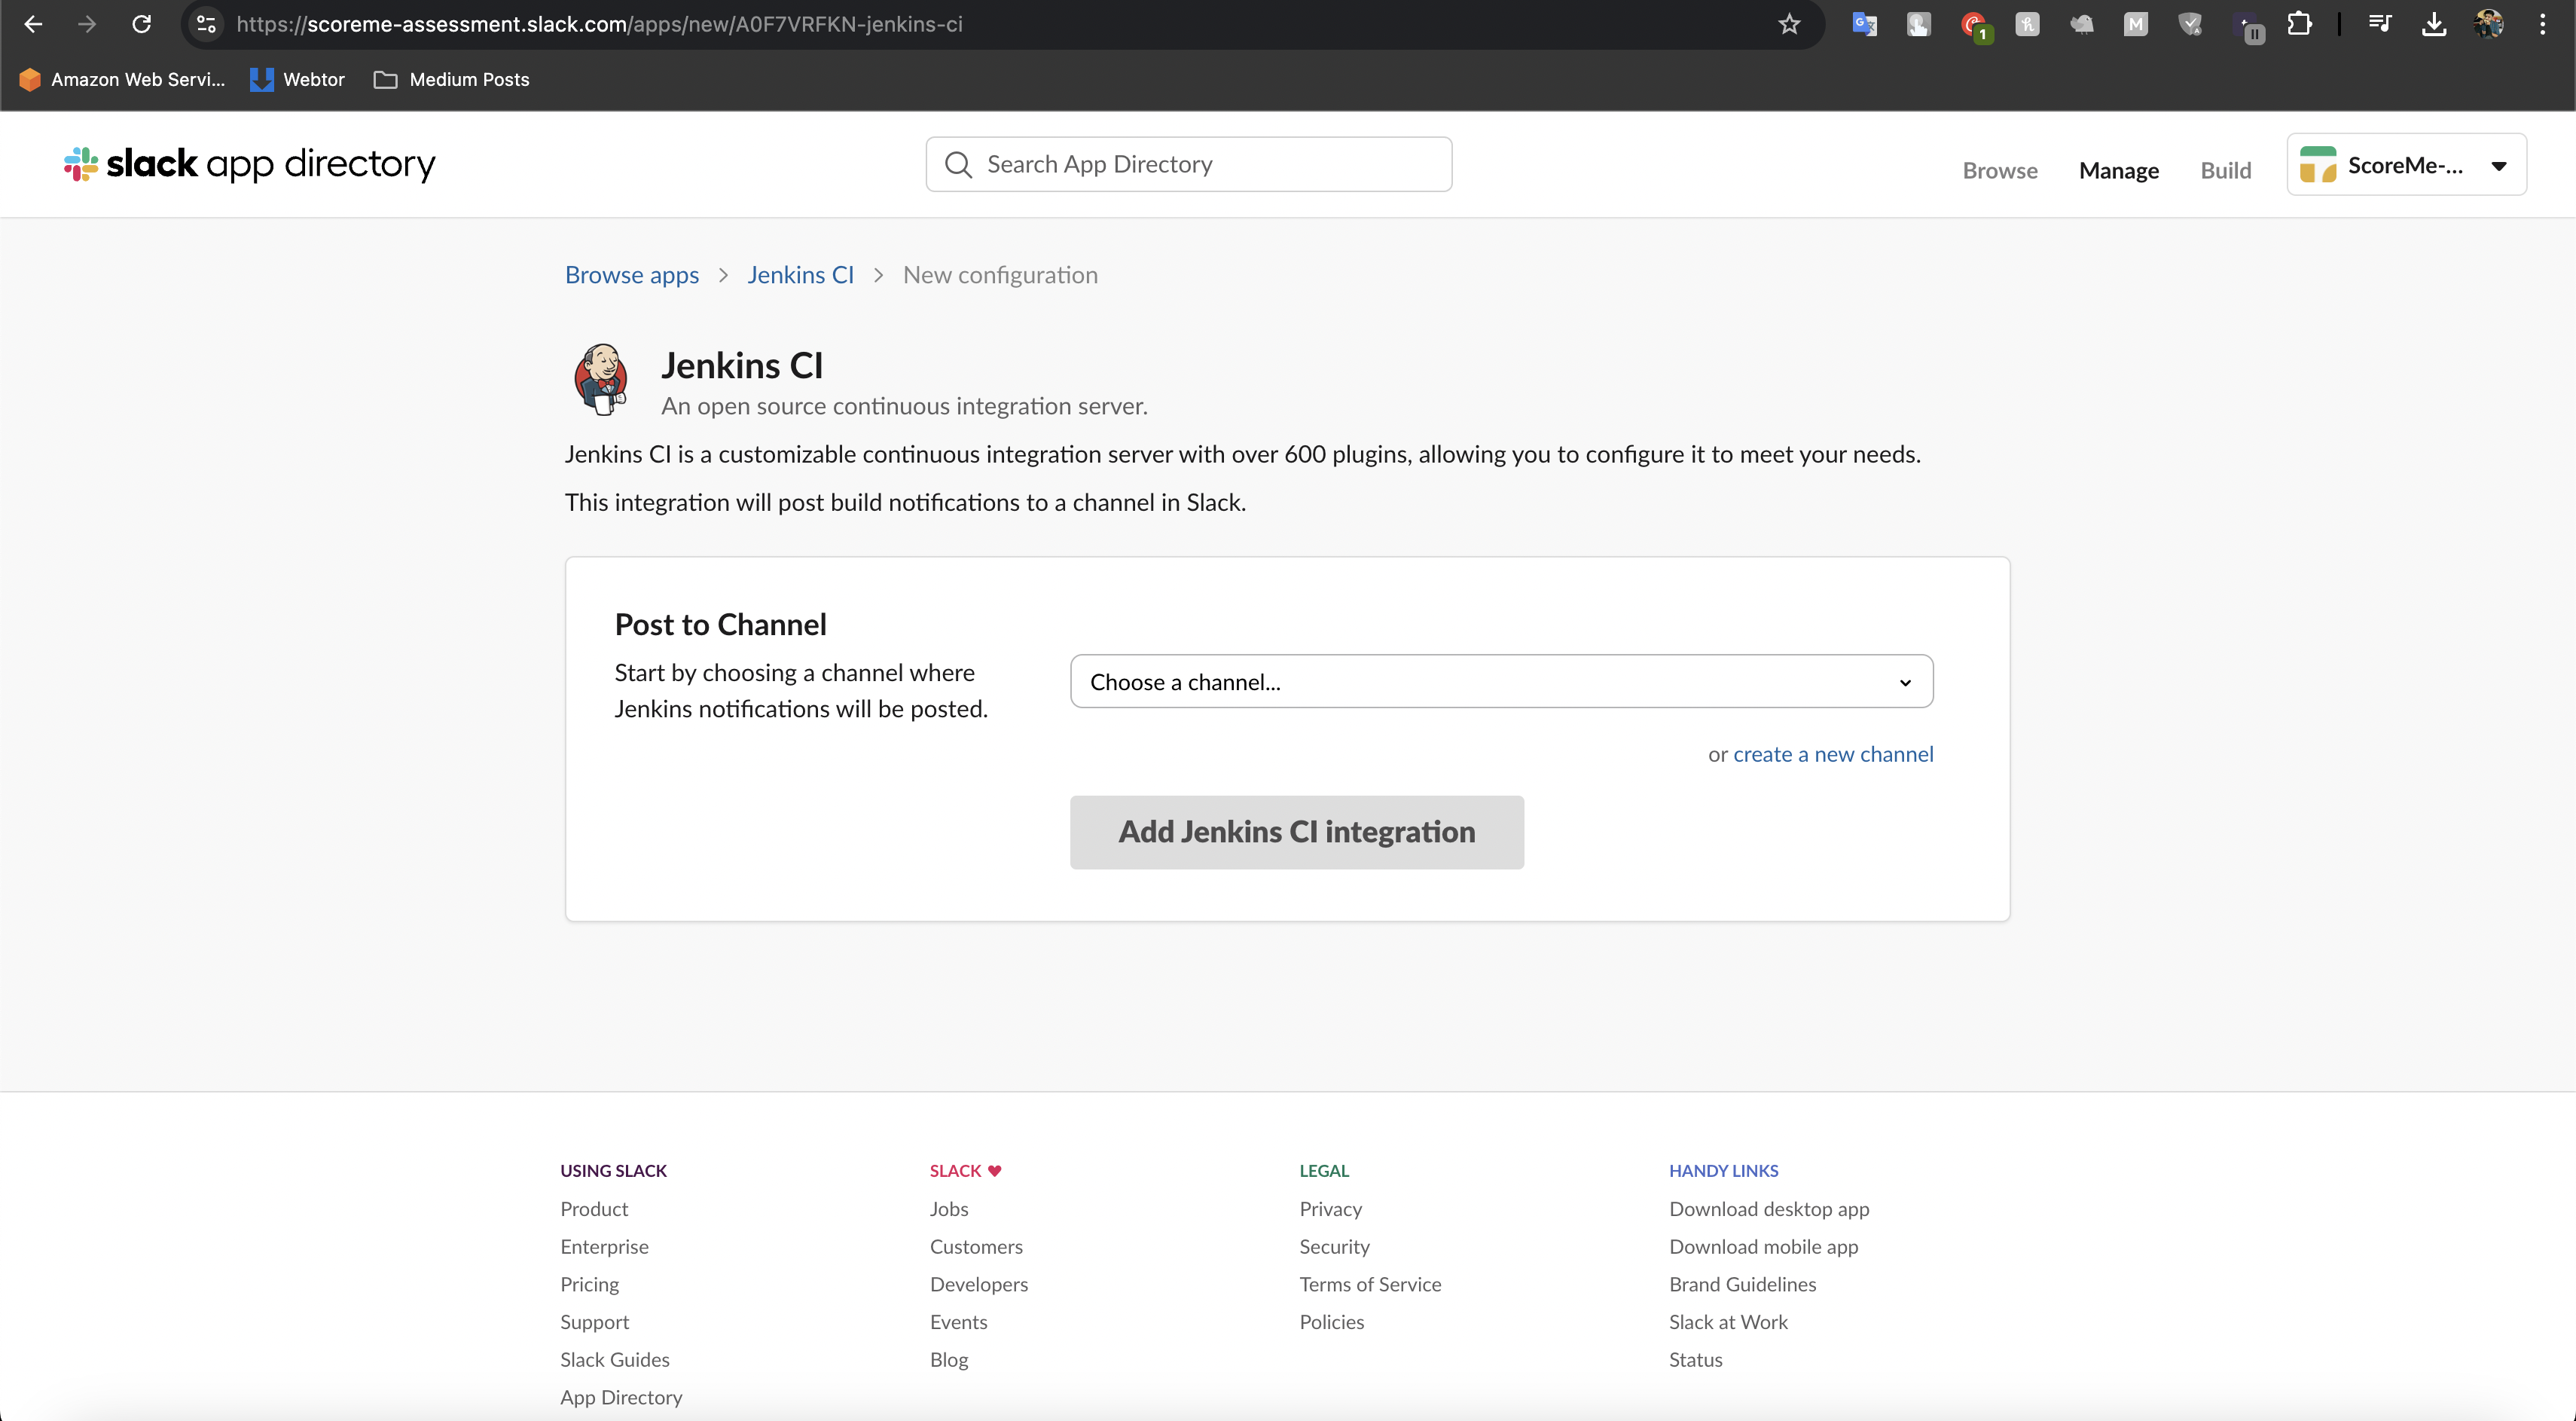 https://scoreme-assessment.slack.com/apps/new/A0F7VRFKN-jenkins-ci
1
Amazon Web Servi...
Webtor
Medium Posts
slack app directory
Search App Directory
Browse
Manage
Build
ScoreMe-...
Browse apps > Jenkins CI > New configuration
Jenkins CI
An open source continuous integration server.
Jenkins CI is a customizable continuous integration server with over 600 plugins, allowing you to configure it to meet your needs.
This integration will post build notifications to a channel in Slack.
Post to Channel
Start by choosing a channel where
Jenkins notifications will be posted.
Choose a channel...
or create a new channel
Add Jenkins CI integration
USING SLACK
Product
Enterprise
Pricing
Support
Slack Guides
App Directory
SLACK ♥
Jobs
Customers
Developers
Events
Blog
LEGAL
Privacy
Security
Terms of Service
Policies
HANDY LINKS
Download desktop app
Download mobile app
Brand Guidelines
Slack at Work
Status